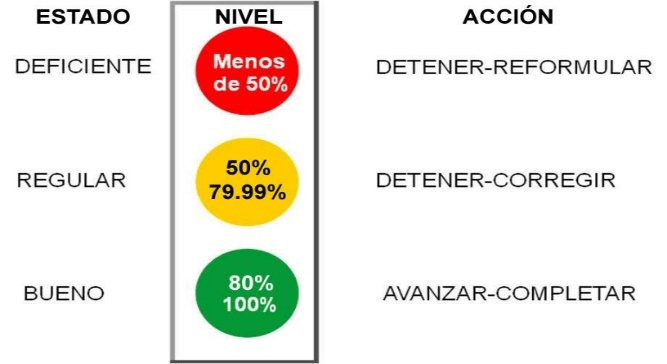 ESTADO NIVEL ACCIÓN
DEFICIENTE Menos de 50% DETENER-REFORMULAR
REGULAR 50% 79.99% DETENER-CORREGIR
BUENO 80% 100% AVANZAR-COMPLETAR